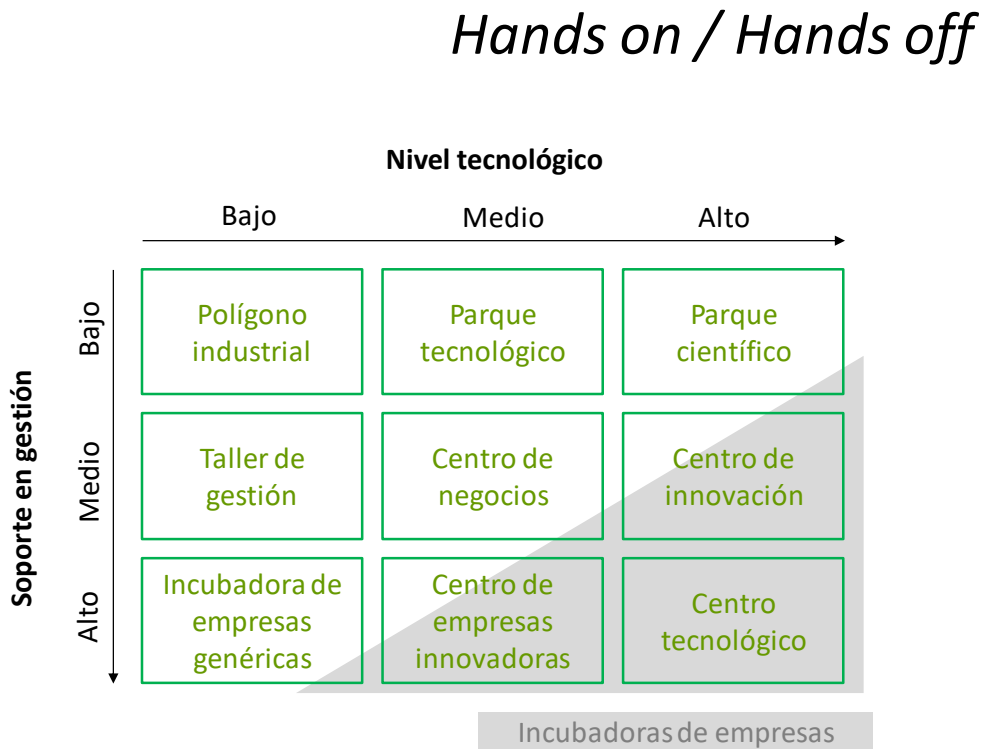 Hands on / Hands off
Nivel tecnológico
Bajo
Medio
Alto
Soporte en gestión
Bajo
Polígono
industrial
Parque
tecnológico
Parque
científico
Medio
Taller de
gestión
Centro de
negocios
Centro de
innovación
Alto
Incubadora de
empresas
genéricas
Centro de
empresas
innovadoras
Centro
tecnológico
Incubadoras de empresas